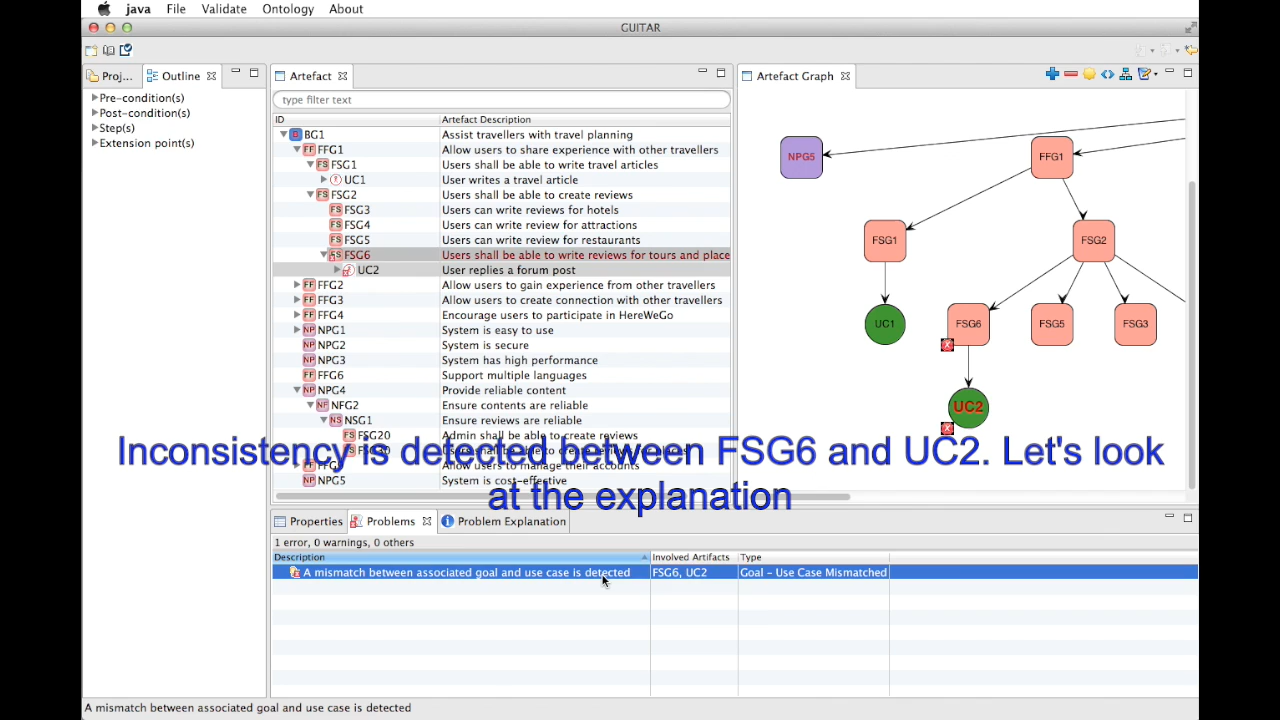 java File Validate Ontology About
GUITAR
Proj... Outline
Pre-condition(s)
Post-condition(s)
Step(s)
Extension point(s)
Artefact
type filter text
ID Artefact Description
BG1 Assist travellers with travel planning
FFG1 Allow users to share experience with other travellers
FSG1 Users shall be able to write travel articles
UC1 User writes a travel article
FSG2 Users shall be able to create reviews
FSG3 Users can write reviews for hotels
FSG4 Users can write reviews for attractions
FSG5 Users can write review for restaurants
FSG6 Users shall be able to write reviews for tours and place
UC2 User replies a forum post
FFG2 Allow users to gain experience from other travellers
FFG3 Allow users to create connection with other travellers
FFG4 Encourage users to participate in HereWeGo
NPG1 System is easy to use
NPG2 System is secure
NPG3 System has high performance
FFG6 Support multiple languages
NPG4 Provide reliable content
NFG2 Ensure contents are reliable
NSG1 Ensure reviews are reliable
FSG20 Admin shall be able to create reviews
Allow users to manage their accounts
NPG5 System is cost-effective
Artefact Graph
NPG5
FFG1
FSG1
FSG2
UC1
FSG6
FSG5
FSG3
UC2
Inconsistency is detected between FSG6 and UC2. Let's look
at the explanation
Properties Problems Problem Explanation
1 error, 0 warnings, 0 others
Description Involved Artifacts Type
A mismatch between associated goal and use case is detected FSG6, UC2 Goal - Use Case Mismatched
A mismatch between associated goal and use case is detected